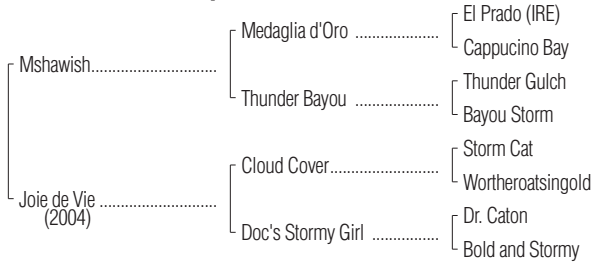 El Prado (IRE)
Medaglia d'Oro ..................
Cappucino Bay
Mshawish...........................
Thunder Gulch
Thunder Bayou ..................
Bayou Storm
Storm Cat
Cloud Cover.......................
Wortheroatsingold
Joie de Vie .........................
(2004)
Dr. Caton
Doc's Stormy Girl ...............
Bold and Stormy